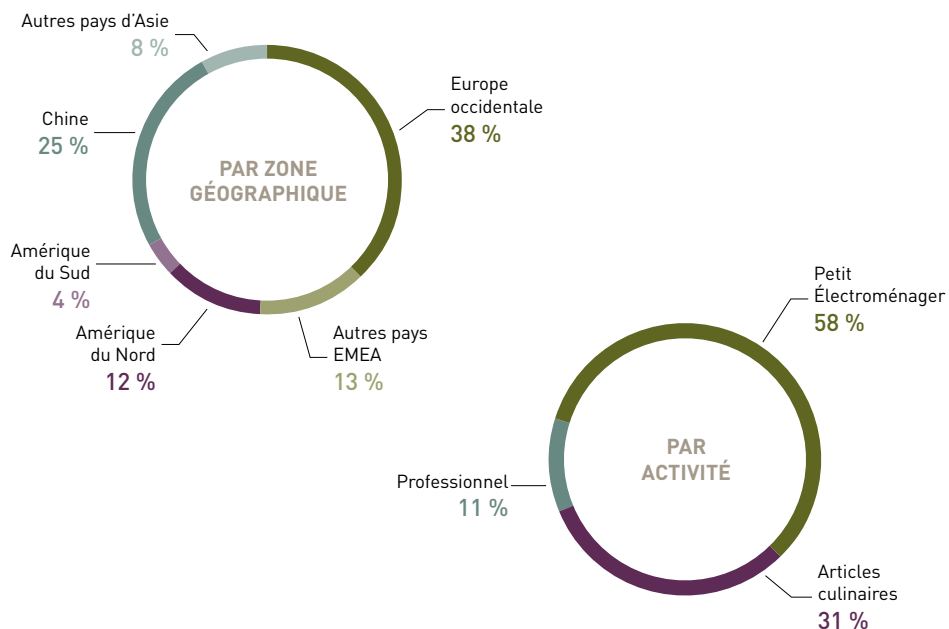 Autres pays d’Asie
8 %
Europe
occidentale
38 %
Chine
25 %
PAR ZONE
GÉOGRAPHIQUE
Amérique
du Sud
4 %
Amérique
du Nord
12 %
Autres pays
EMEA
13 %
Petit
Électroménager
58 %
PAR
ACTIVITÉ
Professionnel
11 %
Articles
culinaires
31 %